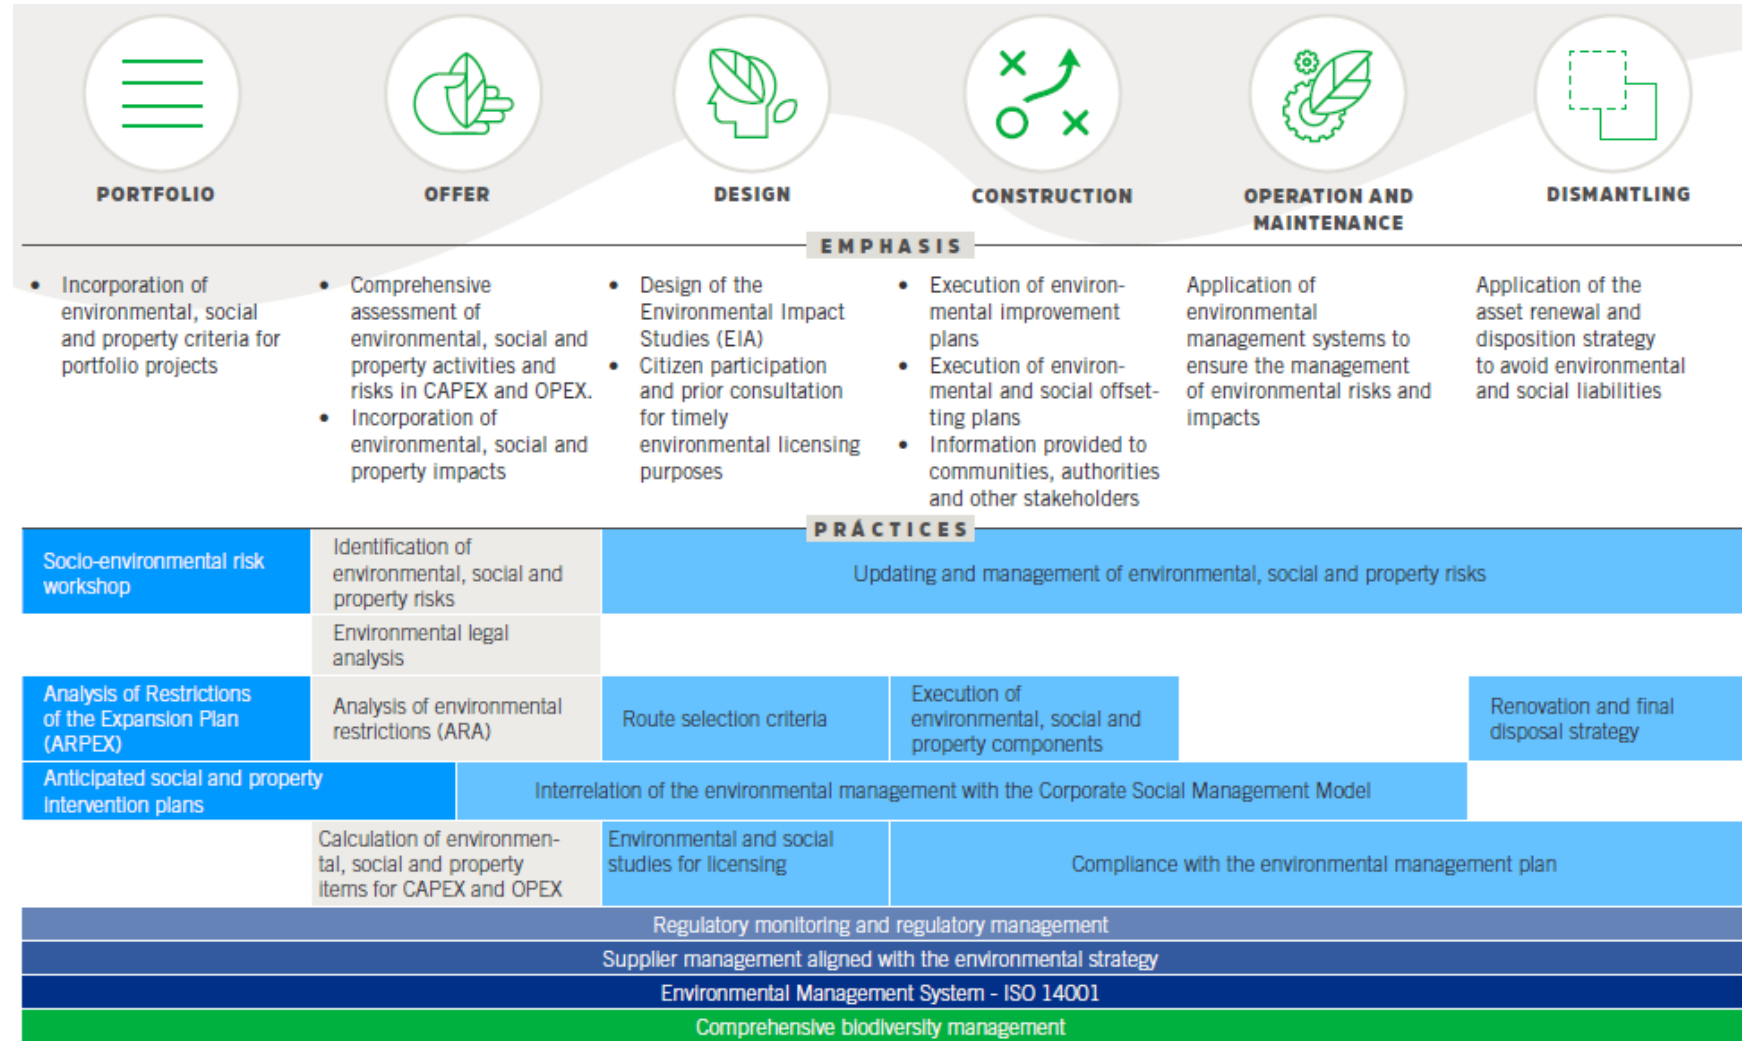 PORTFOLIO
OFFER
DESIGN
CONSTRUCTION
OPERATION AND
MAINTENANCE
DISMANTLING
EMPHASIS
• Incorporation of
environmental, social
and property criteria for
portfolio projects
• Comprehensive
assessment of
environmental, social and
property activities and
risks in CAPEX and OPEX.
• Incorporation of
environmental, social and
property impacts
• Design of the
Environmental Impact
Studies (EIA)
• Citizen participation
and prior consultation
for timely
environmental licensing
purposes
• Execution of environ-
mental improvement
plans
• Execution of environ-
mental and social offset-
ting plans
• Information provided to
communities, authorities
and other stakeholders
Application of
environmental
management systems to
ensure the management
of environmental risks and
impacts
Application of the
asset renewal and
disposition strategy
to avoid environmental
and social liabilities
PRÁCTICES
Socio-environmental risk
workshop
Identification of
environmental, social and
property risks
Updating and management of environmental, social and property risks
Environmental legal
analysis
Analysis of Restrictions
of the Expansion Plan
(ARPEX)
Analysis of environmental
restrictions (ARA)
Route selection criteria
Execution of
environmental, social and
property components
Renovation and final
disposal strategy
Anticipated social and property
intervention plans
Interrelation of the environmental management with the Corporate Social Management Model
Calculation of environmen-
tal, social and property
items for CAPEX and OPEX
Environmental and social
studies for licensing
Compliance with the environmental management plan
Regulatory monitoring and regulatory management
Supplier management aligned with the environmental strategy
Environmental Management System - ISO 14001
Comprehensive biodiversity management